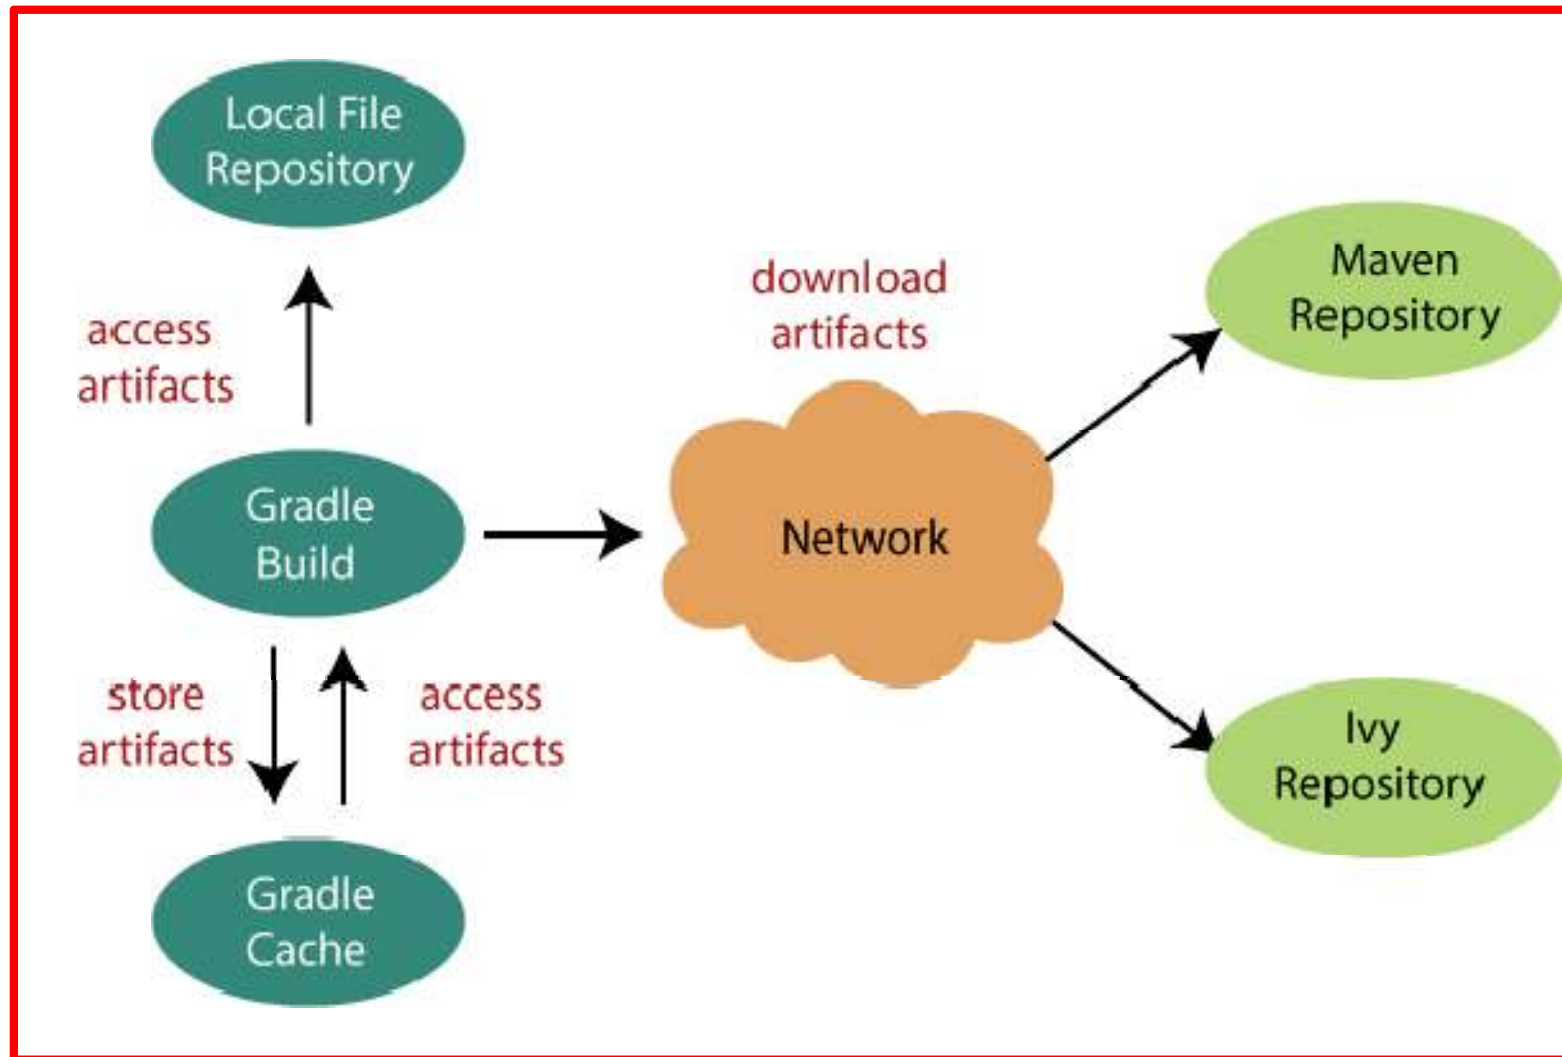 Local File
Repository
access
artifacts
download
artifacts
Maven
Repository
Gradle
Build
Network
store
artifacts
access
artifacts
Ivy
Repository
Gradle
Cache